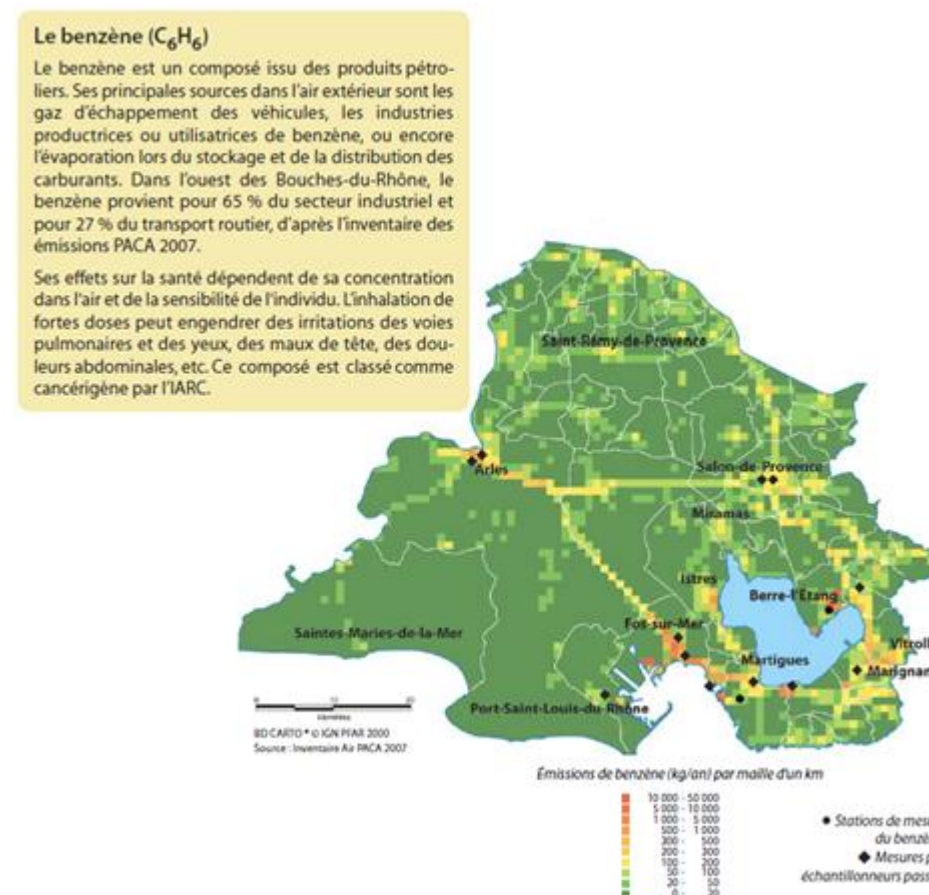 Le benzène (C6H6)
Le benzène est un composé issu des produits pétro-
liers. Ses principales sources dans l'air extérieur sont les
gaz d'échappement des véhicules, les industries
productrices ou utilisatrices de benzène, ou encore
l'évaporation lors du stockage et de la distribution des
carburants. Dans l'ouest des Bouches-du-Rhône, le
benzène provient pour 65 % du secteur industriel et
pour 27 % du transport routier, d'après l'inventaire des
émissions PACA 2007.
Ses effets sur la santé dépendent de sa concentration
dans l'air et de la sensibilité de l'individu. L'inhalation de
fortes doses peut engendrer des irritations des voies
pulmonaires et des yeux, des maux de tête, des dou-
leurs abdominales, etc. Ce composé est classé comme
cancérigène par l'IARC.
Saint-Rémy-de-Provence
Arles
Salon-de-Provence
Miramas
Istres
Berre-l'Étang
Fos-sur-Mer
Saintes-Maries-de-la-Mer
Vitroll
Martigues
Marignan
Port-Saint-Louis-du-Rhône
kilomètres
BD CARTO ® © IGN PFAR 2000
Source : Inventaire Air PACA 2007
Émissions de benzène (kg/an) par maille d'un km
10 000 - 50 000
5 000 - 10 000
1 000 - 5 000
500 - 1 000
300 - 500
200 - 300
100 - 200
50 - 100
20 - 50
0 - 20
Stations de mesu
du benzè
Mesures p
échantillonneurs pass